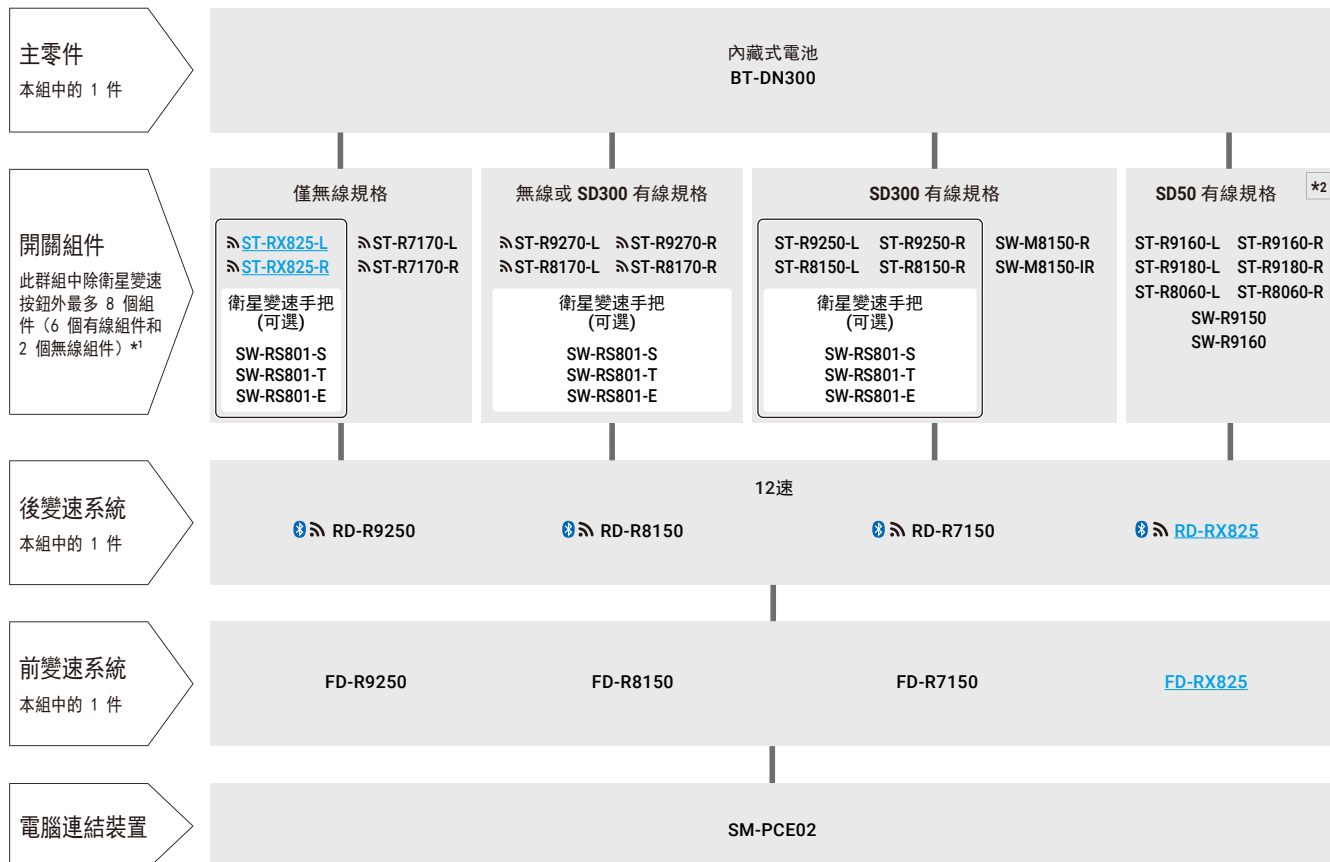 主零件
本組中的 1 件
內藏式電池
BT-DN300
開關組件
此群組中除衛星變速
按鈕外最多 8 個組
件（6 個有線組件和
2 個無線組件）*1
僅無線規格
ST-RX825-L ST-R7170-L
ST-RX825-R ST-R7170-R
衛星變速手把
(可選)
SW-RS801-S
SW-RS801-T
SW-RS801-E
無線或 SD300 有線規格
ST-R9270-L ST-R9270-R
ST-R8170-L ST-R8170-R
衛星變速手把
(可選)
SW-RS801-S
SW-RS801-T
SW-RS801-E
SD300 有線規格
ST-R9250-L ST-R9250-R SW-M8150-R
ST-R8150-L ST-R8150-R SW-M8150-IR
衛星變速手把
(可選)
SW-RS801-S
SW-RS801-T
SW-RS801-E
SD50 有線規格 *2
ST-R9160-L ST-R9160-R
ST-R9180-L ST-R9180-R
ST-R8060-L ST-R8060-R
SW-R9150
SW-R9160
後變速系統
本組中的 1 件
12速
RD-R9250 RD-R8150 RD-R7150 RD-RX825
前變速系統
本組中的 1 件
FD-R9250 FD-R8150 FD-R7150 FD-RX825
電腦連結裝置
SM-PCE02